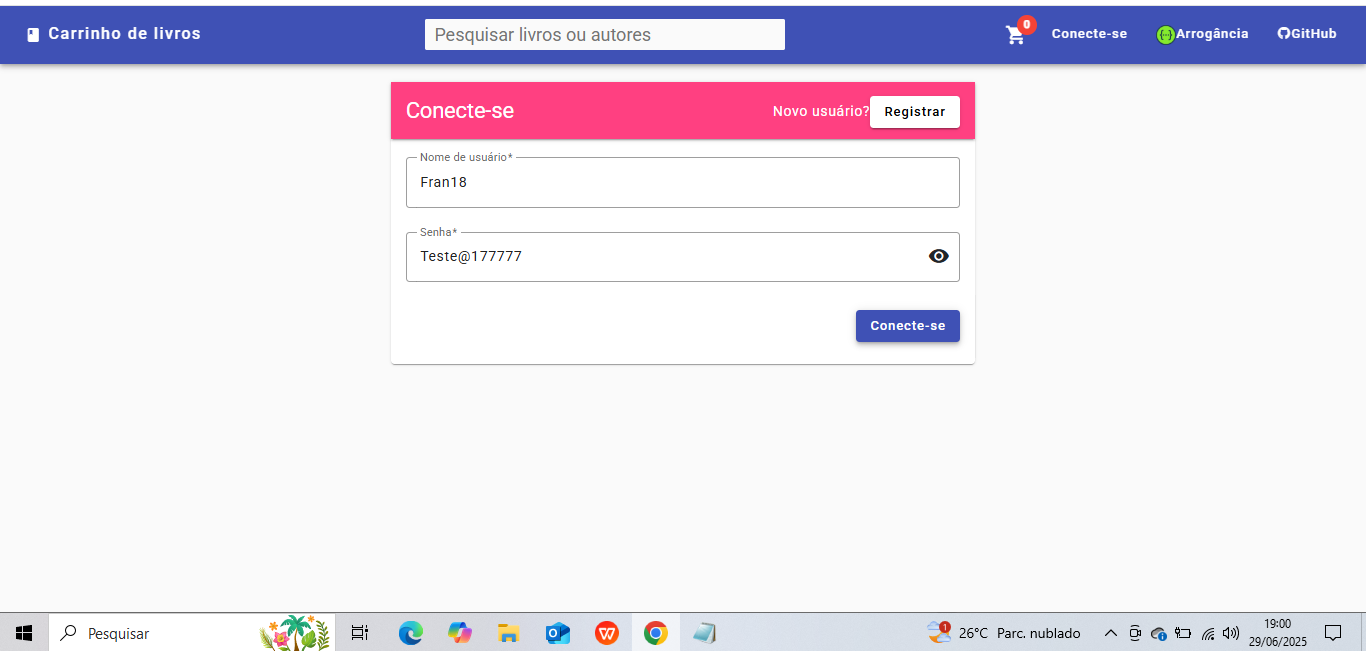 Carrinho de livros
Pesquisar livros ou autores
0
Conecte-se
{··}
Arrogância
GitHub
Conecte-se
Novo usuário?
Registrar
Nome de usuário*
Fran18
Senha*
Teste@177777
Conecte-se
Pesquisar
1
26°C Parc. nublado
19:00
29/06/2025